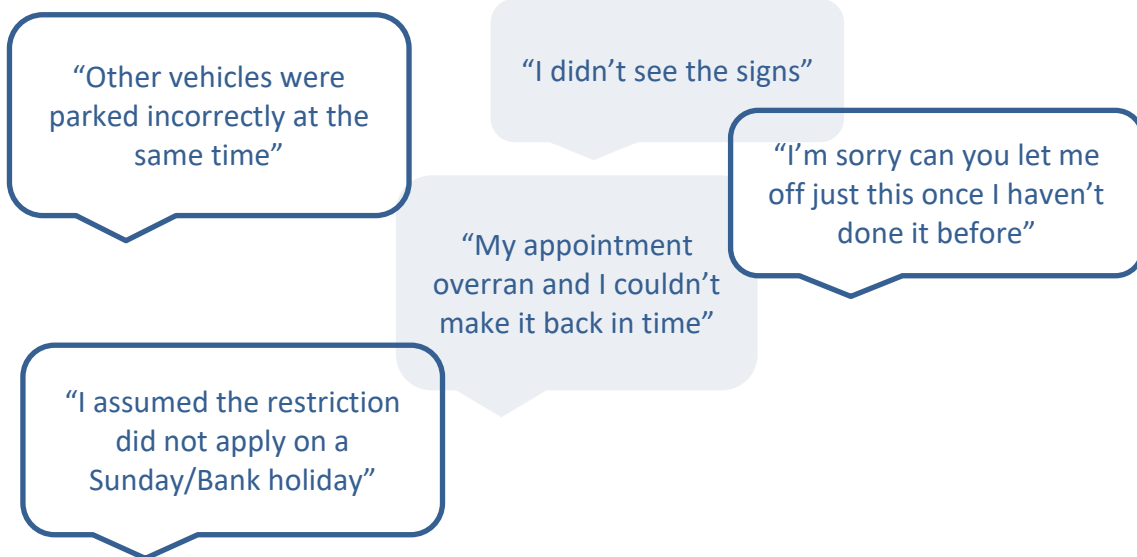 “Other vehicles were
parked incorrectly at the
same time”
“I didn’t see the signs”
“I’m sorry can you let me
off just this once I haven’t
done it before”
“My appointment
overran and I couldn’t
make it back in time”
“I assumed the restriction
did not apply on a
Sunday/Bank holiday”